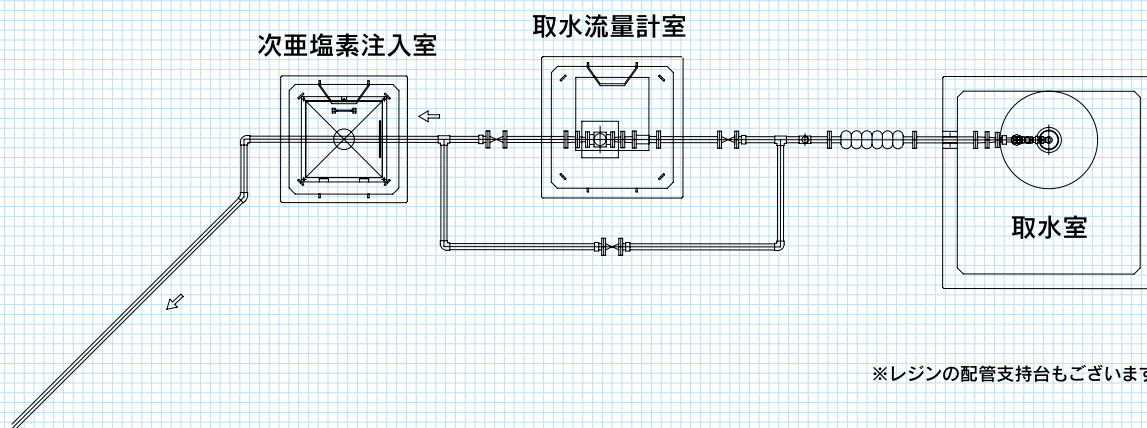 取水流量計室
次亜塩素注入室
取水室
※レジンの配管支持台もございます